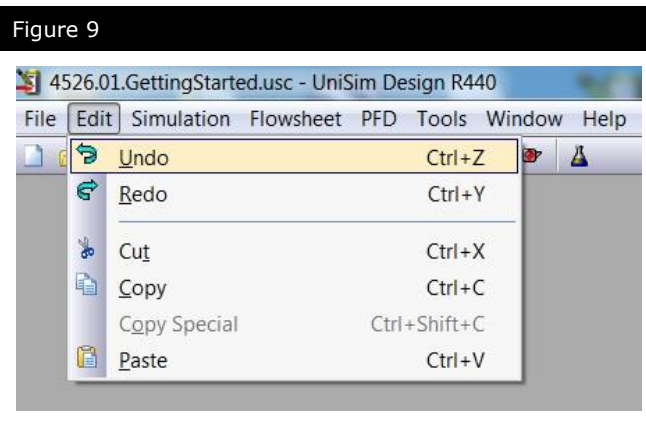 Figure 9
4526.01.GettingStarted.usc - UniSim Design R440
File Edit Simulation Flowsheet PFD Tools Window Help
Undo Ctrl+Z
Redo Ctrl+Y
Cut Ctrl+X
Copy Ctrl+C
Copy Special Ctrl+Shift+C
Paste Ctrl+V